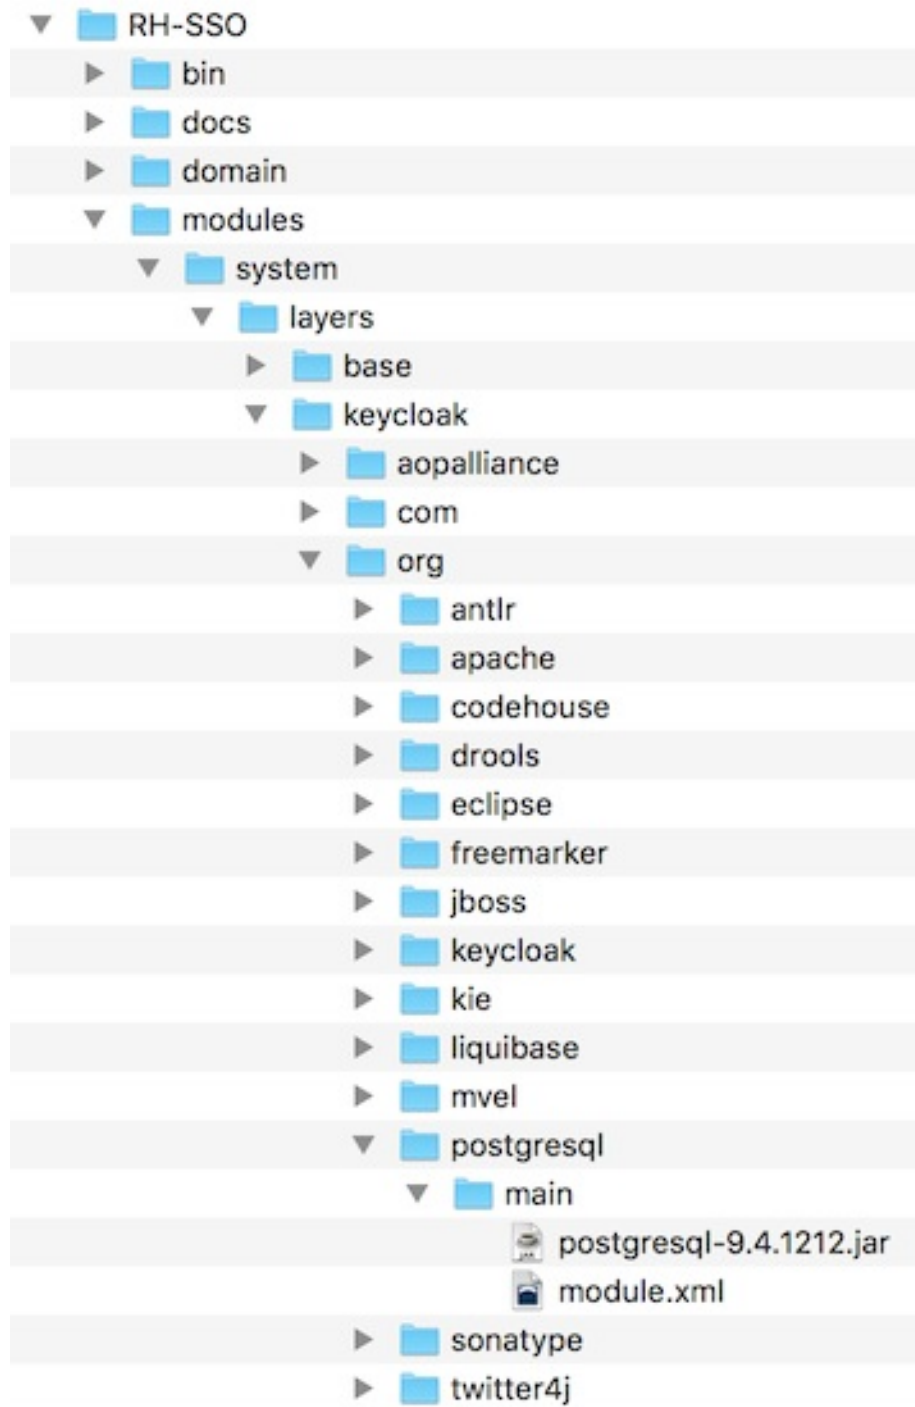 RH-SSO
bin
docs
domain
modules
system
layers
base
keycloak
aopalliance
com
org
antlr
apache
codehouse
drools
eclipse
freemarker
jboss
keycloak
kie
liquibase
mvel
postgresql
main
postgresql-9.4.1212.jar
module.xml
sonatype
twitter4j